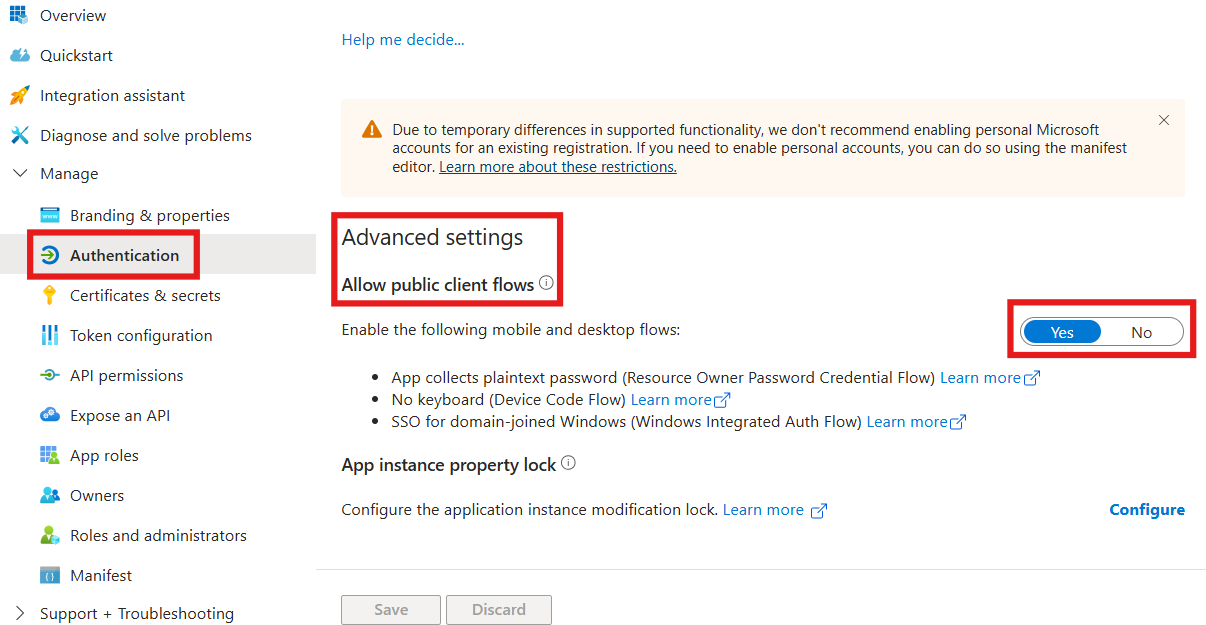 Overview
Quickstart
Integration assistant
Diagnose and solve problems
Manage
Branding & properties
Authentication
Certificates & secrets
Token configuration
API permissions
Expose an API
App roles
Owners
Roles and administrators
Manifest
Support + Troubleshooting
Help me decide...
Due to temporary differences in supported functionality, we don't recommend enabling personal Microsoft
accounts for an existing registration. If you need to enable personal accounts, you can do so using the manifest
editor. Learn more about these restrictions.
Advanced settings
Allow public client flows
Enable the following mobile and desktop flows:
Yes No
• App collects plaintext password (Resource Owner Password Credential Flow) Learn more
• No keyboard (Device Code Flow) Learn more
• SSO for domain-joined Windows (Windows Integrated Auth Flow) Learn more
App instance property lock
Configure the application instance modification lock. Learn more
Configure
Save Discard